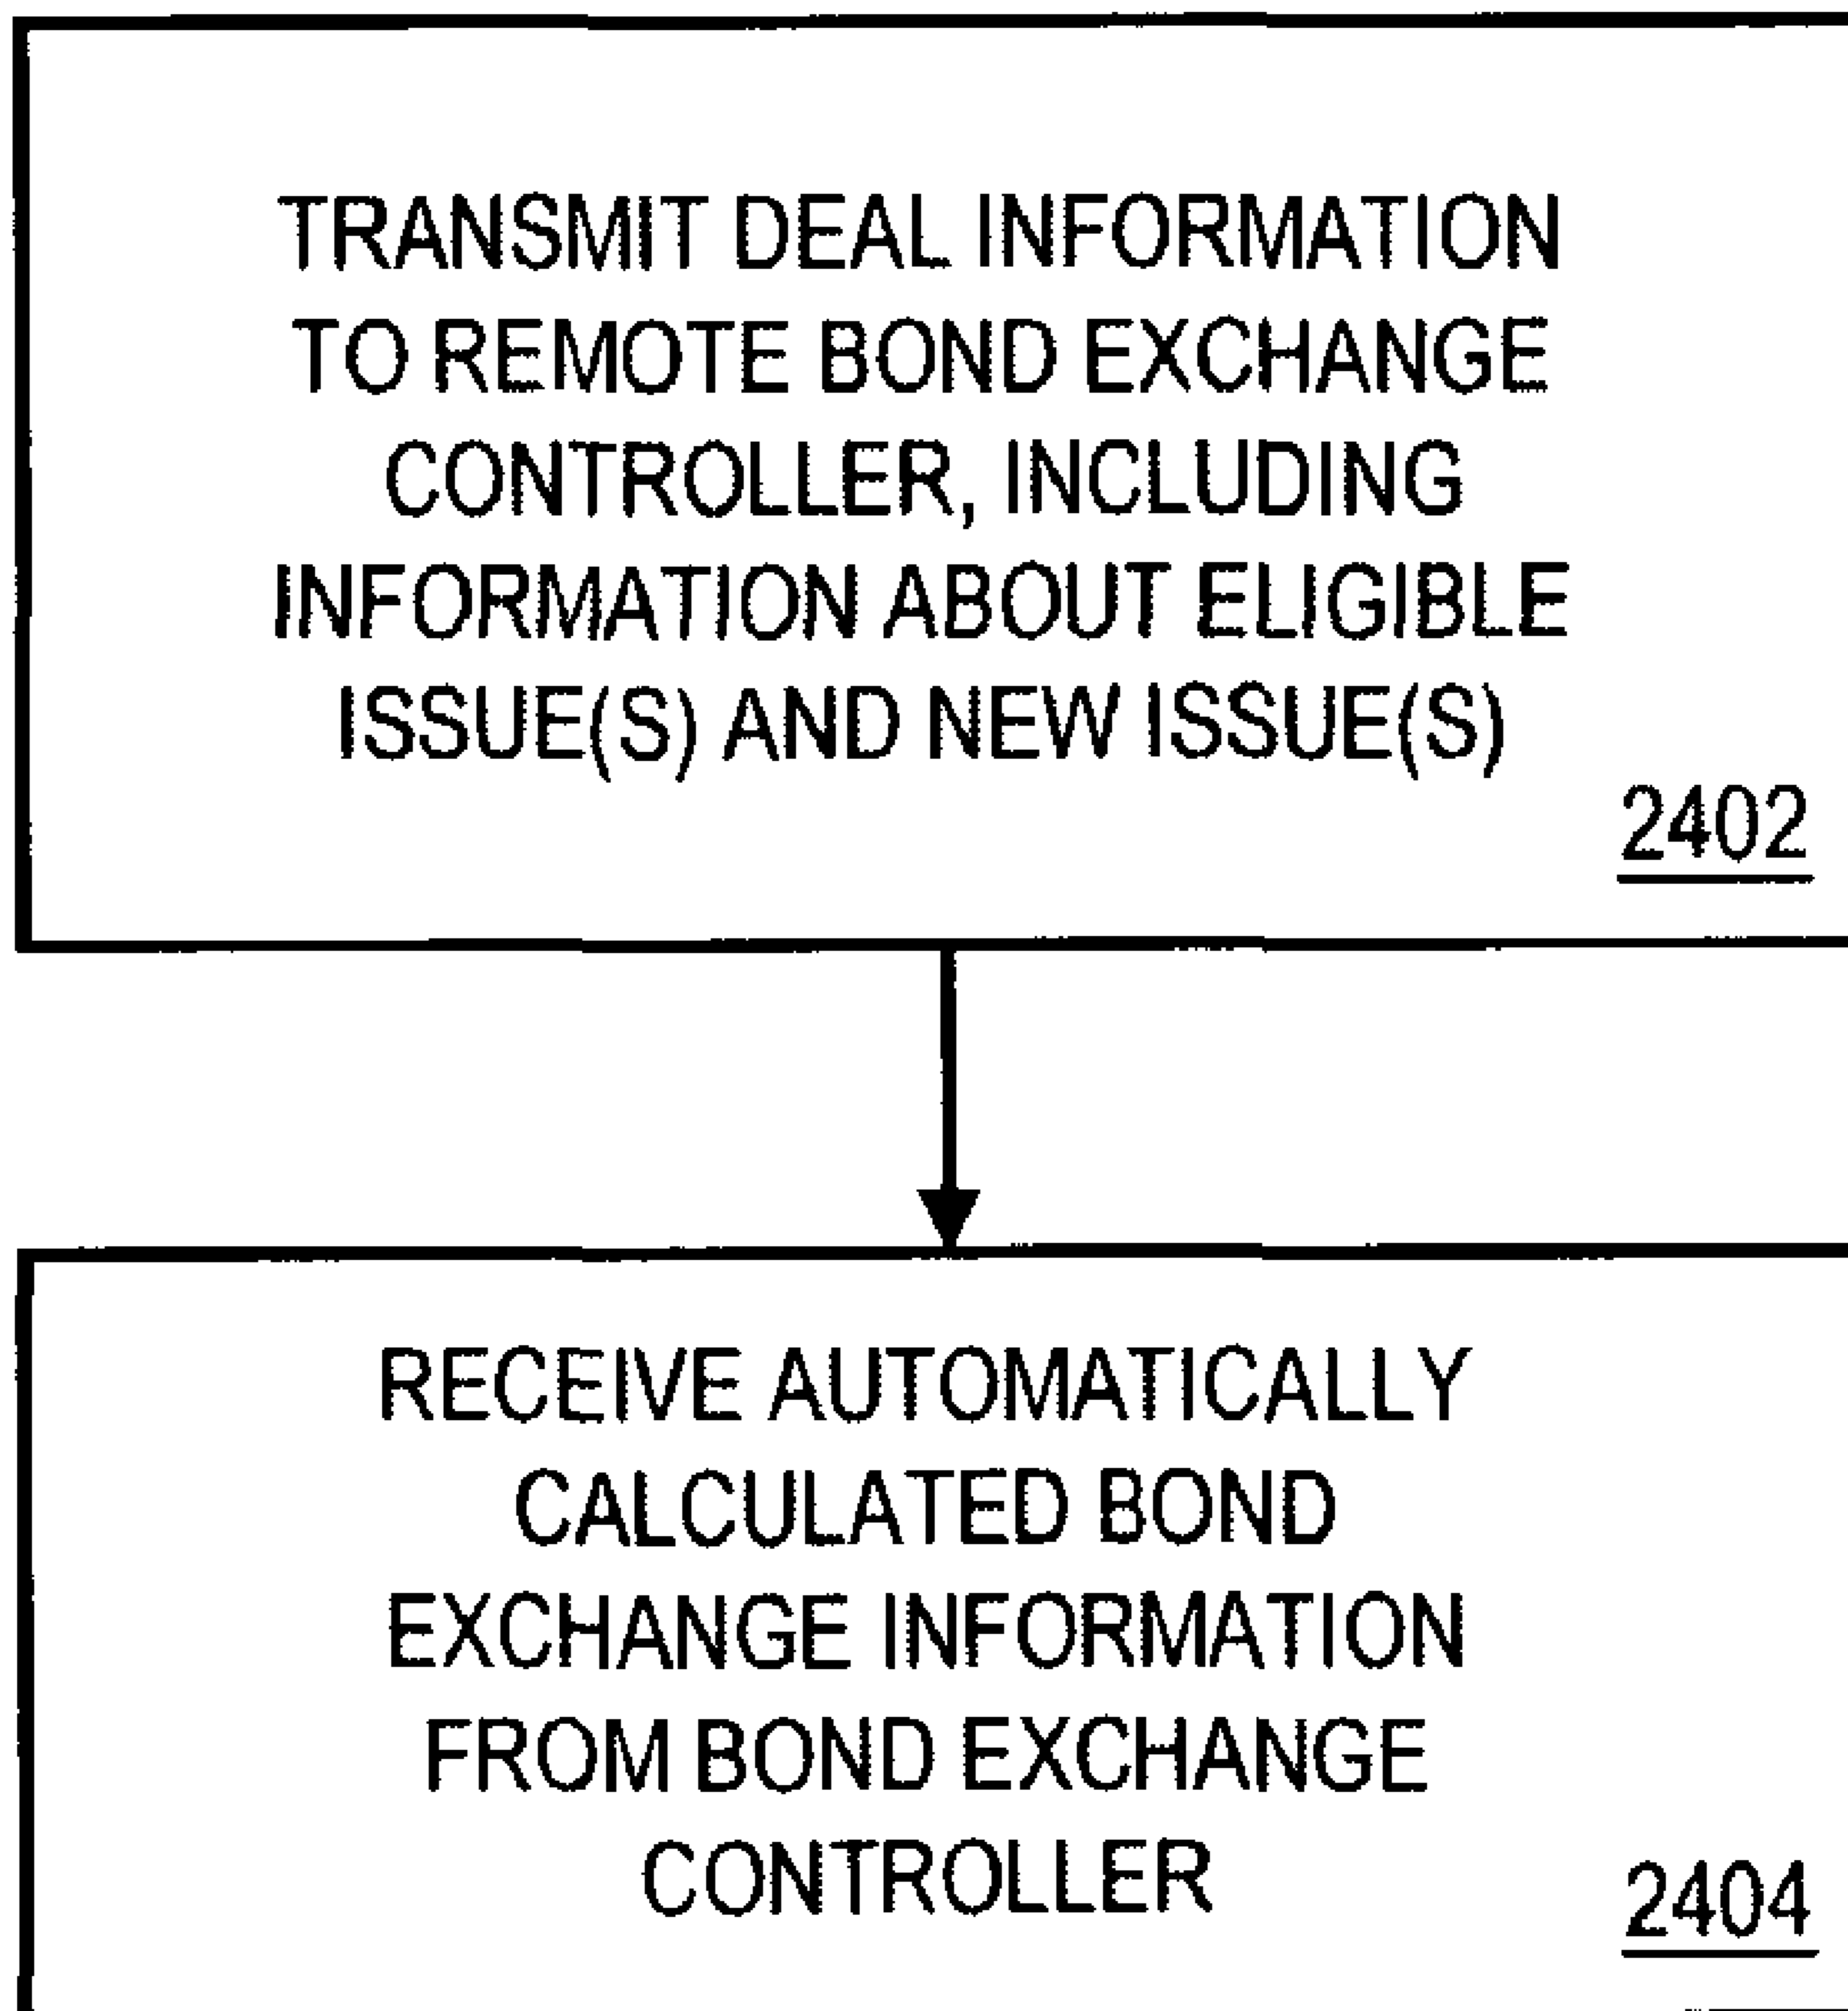 TRANSMIT DEAL INFORMATION
TO REMOTE BOND EXCHANGE
CONTROLLER, INCLUDING
INFORMATION ABOUT ELIGIBLE
ISSUE(S) AND NEW ISSUE(S)
2402
RECEIVE AUTOMATICALLY
CALCULATED BOND
EXCHANGE INFORMATION
FROM BOND EXCHANGE
CONTROLLER
2404